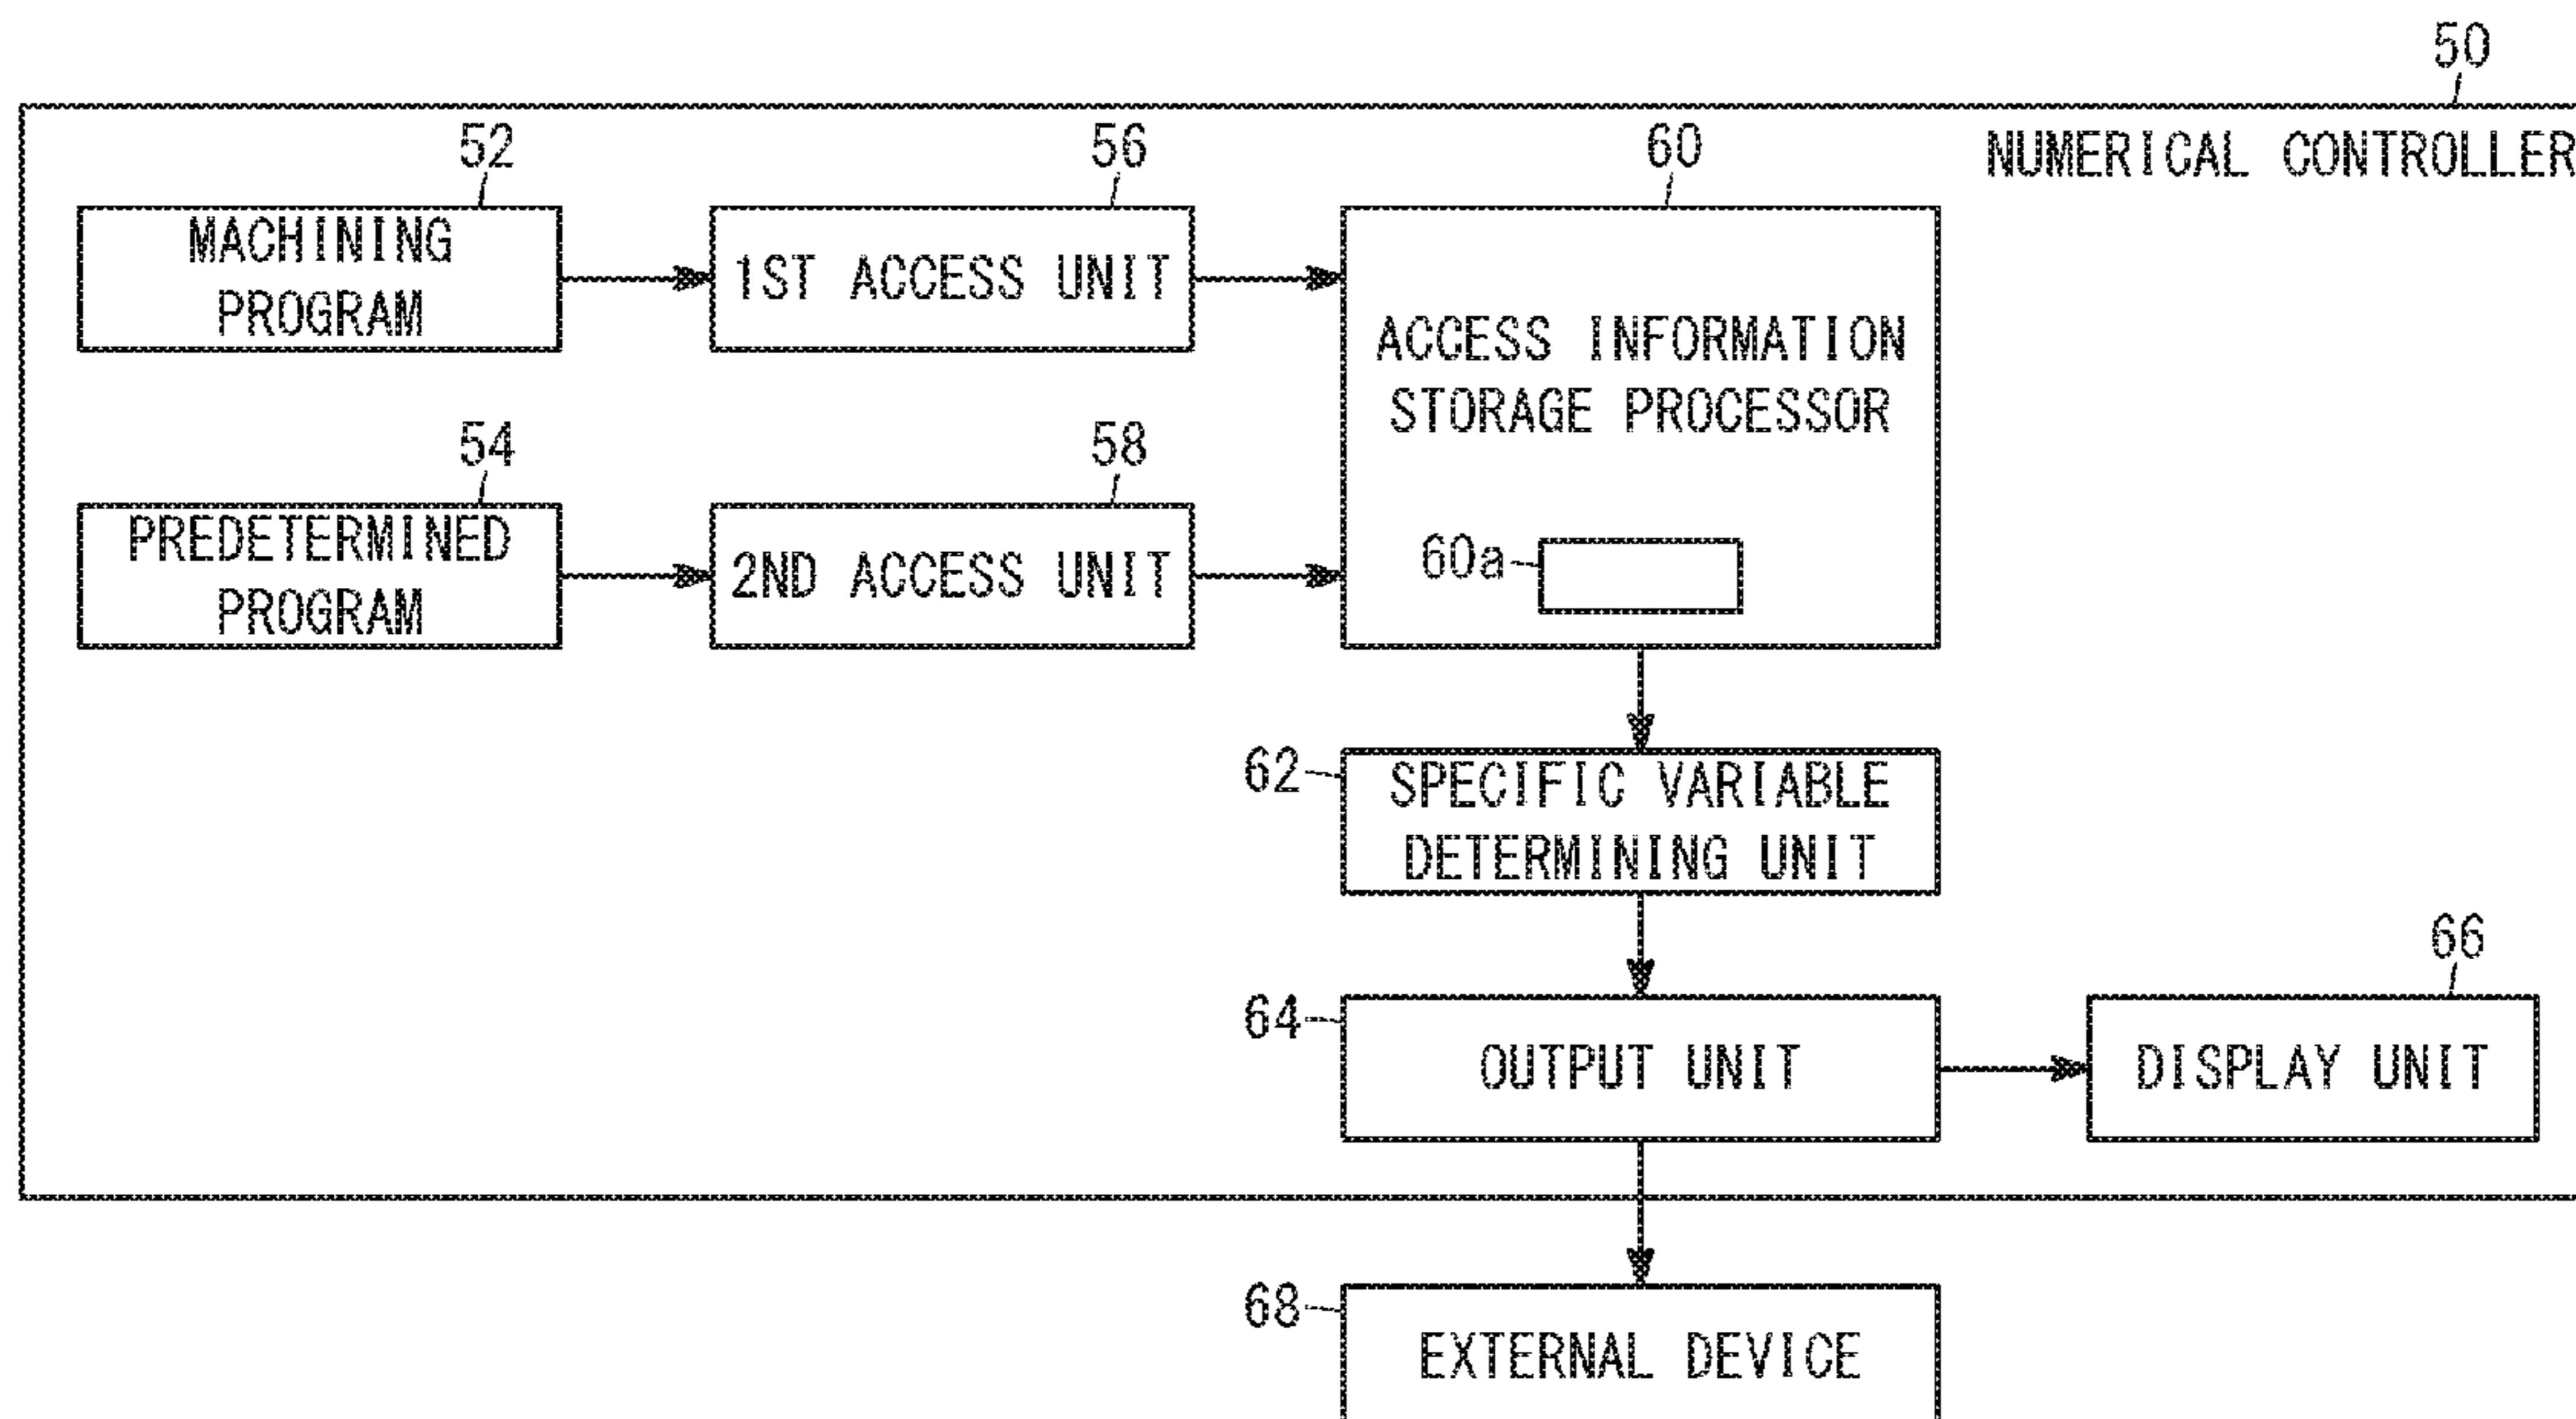 50
NUMERICAL CONTROLLER
52
56
60
MACHINING
PROGRAM
1ST ACCESS UNIT
ACCESS INFORMATION
STORAGE PROCESSOR
54
58
PREDETERMINED
PROGRAM
2ND ACCESS UNIT
60a
62
SPECIFIC VARIABLE
DETERMINING UNIT
66
64
OUTPUT UNIT
DISPLAY UNIT
68
EXTERNAL DEVICE